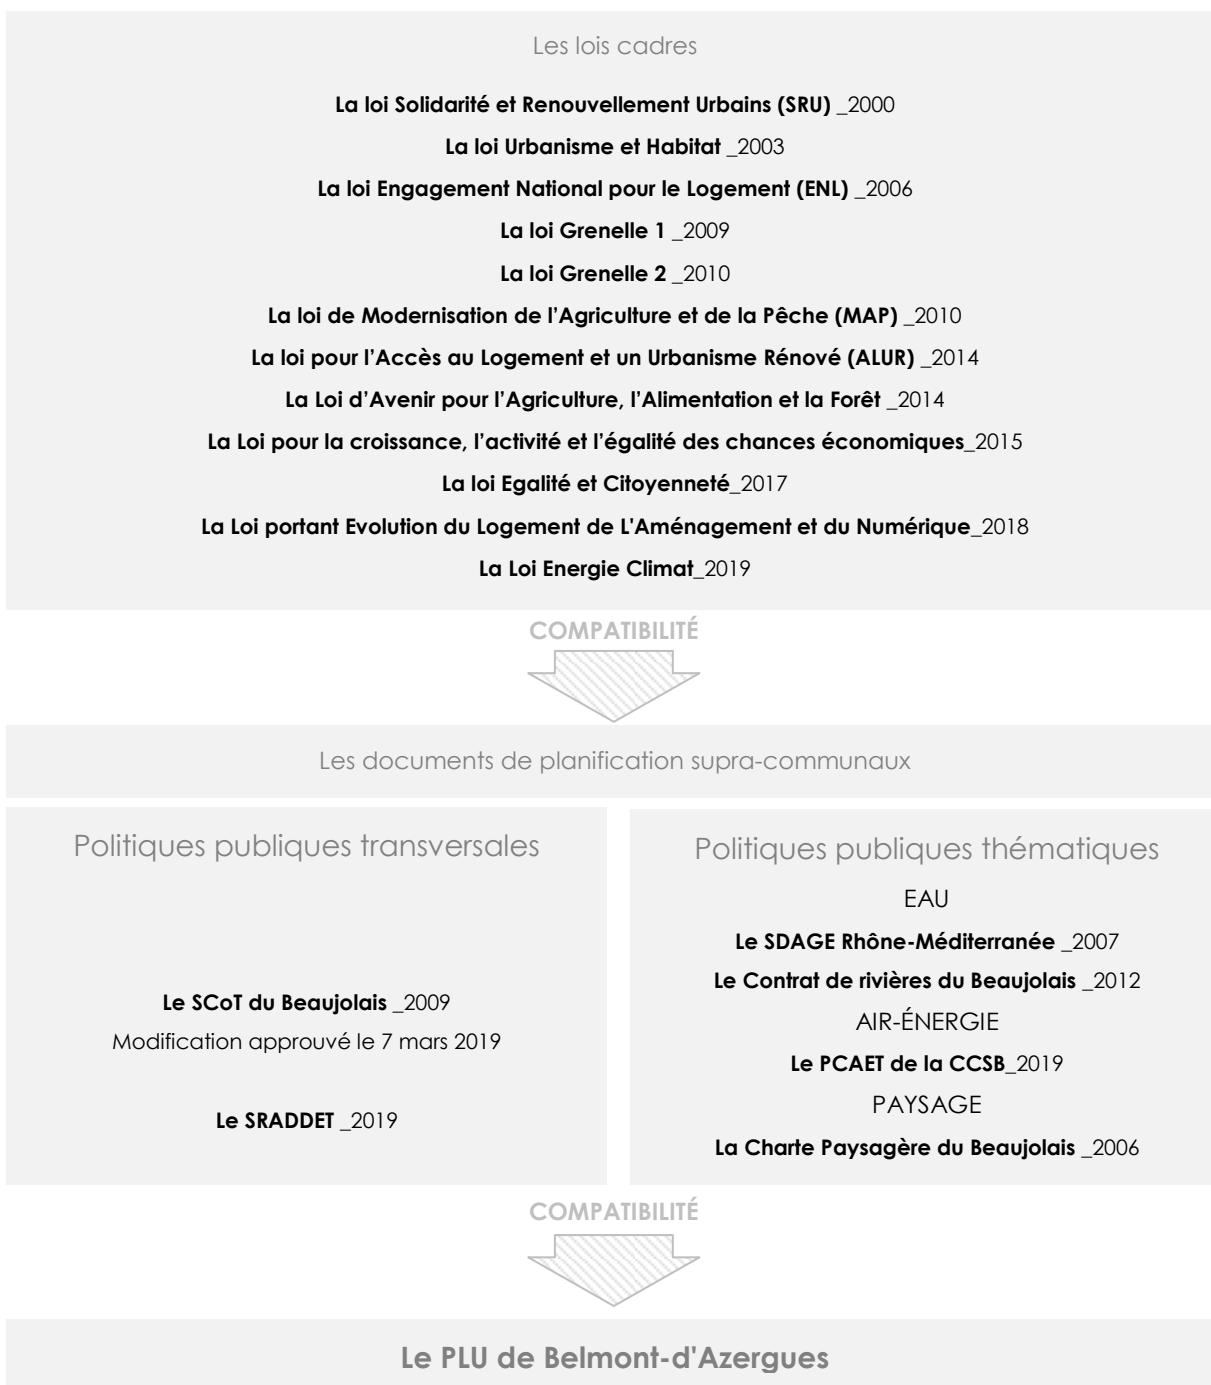 Les lois cadres
La loi Solidarité et Renouvellement Urbains (SRU) _2000
La loi Urbanisme et Habitat _2003
La loi Engagement National pour le Logement (ENL) _2006
La loi Grenelle 1 _2009
La loi Grenelle 2 _2010
La loi de Modernisation de l’Agriculture et de la Pêche (MAP) _2010
La loi pour l’Accès au Logement et un Urbanisme Rénové (ALUR) _2014
La Loi d’Avenir pour l’Agriculture, l’Alimentation et la Forêt _2014
La Loi pour la croissance, l’activité et l’égalité des chances économiques_2015
La loi Egalité et Citoyenneté_2017
La Loi portant Evolution du Logement de L'Aménagement et du Numérique_2018
La Loi Energie Climat_2019
COMPATIBILITÉ
Les documents de planification supra-communaux
Politiques publiques transversales
Le SCoT du Beaujolais _2009
Modification approuvé le 7 mars 2019
Le SRADDET _2019
Politiques publiques thématiques
EAU
Le SDAGE Rhône-Méditerranée _2007
Le Contrat de rivières du Beaujolais _2012
AIR-ÉNERGIE
Le PCAET de la CCSB_2019
PAYSAGE
La Charte Paysagère du Beaujolais _2006
COMPATIBILITÉ
Le PLU de Belmont-d'Azergues